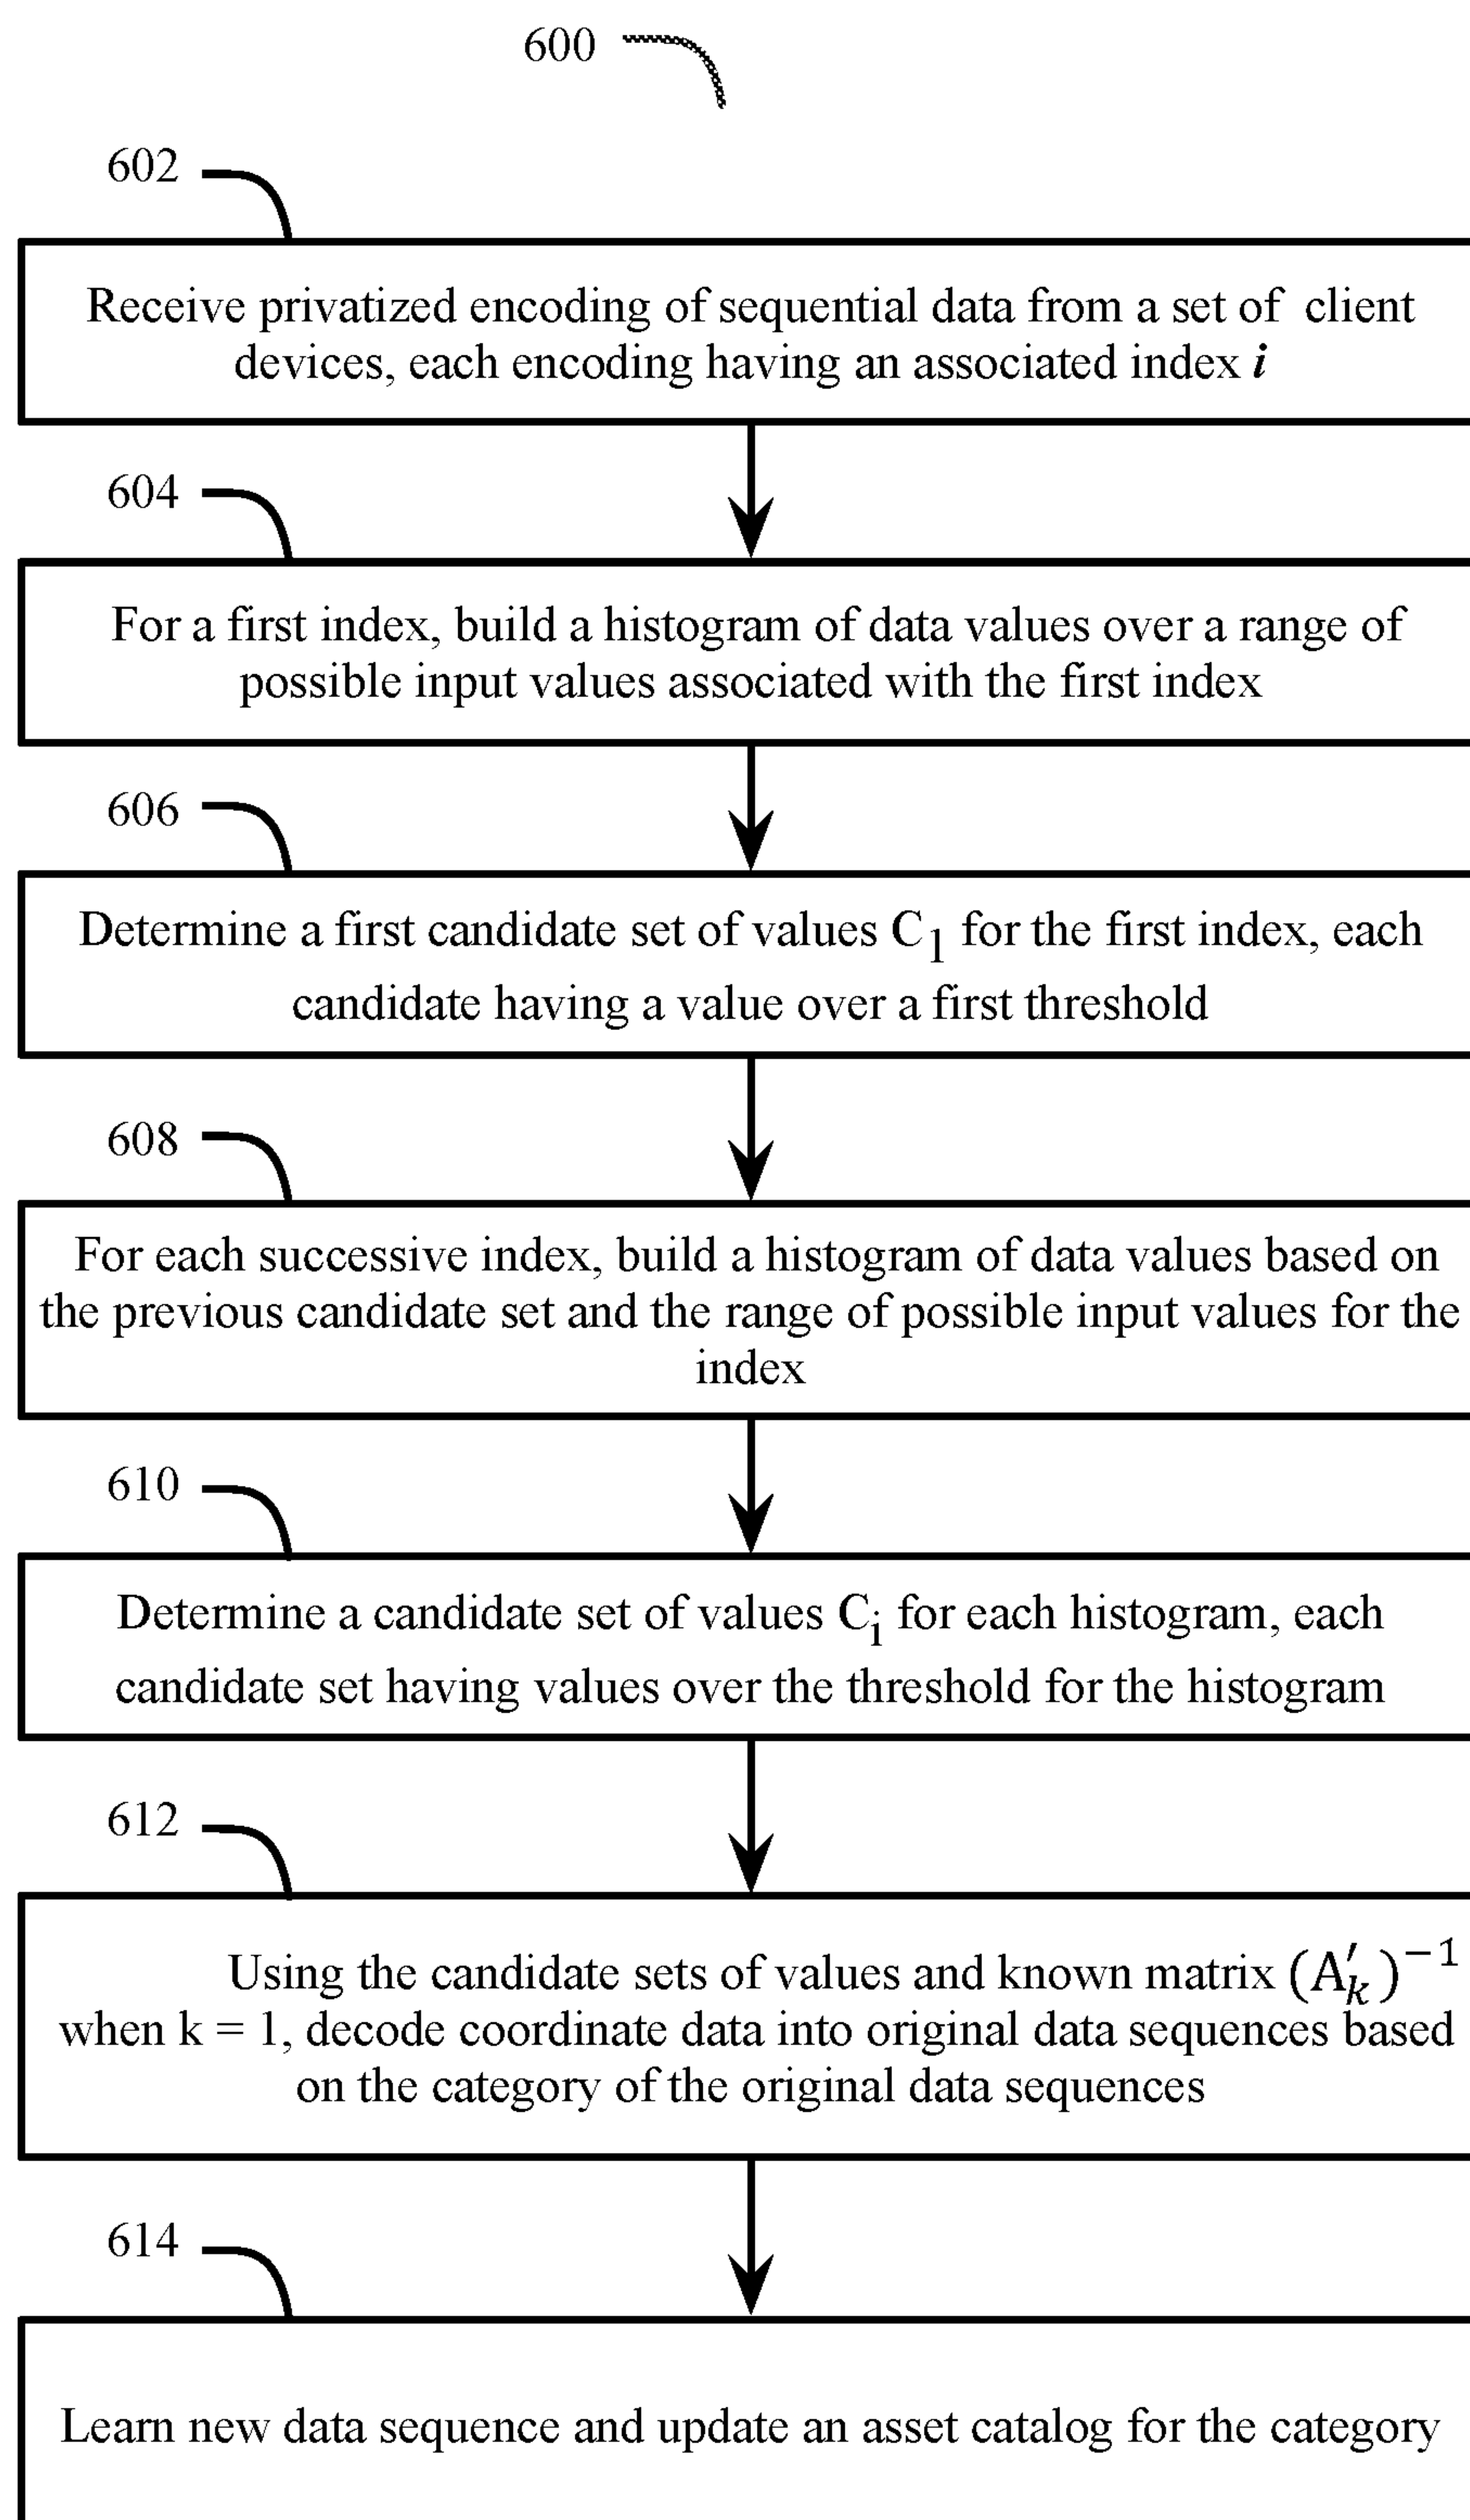 600
602
Receive privatized encoding of sequential data from a set of client
devices, each encoding having an associated index i
604
For a first index, build a histogram of data values over a range of
possible input values associated with the first index
606
Determine a first candidate set of values C₁ for the first index, each
candidate having a value over a first threshold
608
For each successive index, build a histogram of data values based on
the previous candidate set and the range of possible input values for the
index
610
Determine a candidate set of values Cᵢ for each histogram, each
candidate set having values over the threshold for the histogram
612
Using the candidate sets of values and known matrix (A′ₖ)⁻¹
when k = 1, decode coordinate data into original data sequences based
on the category of the original data sequences
614
Learn new data sequence and update an asset catalog for the category